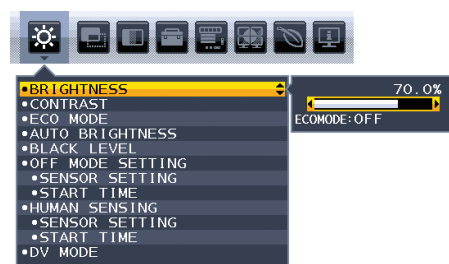 •BRIGHTNESS
70.0%
•CONTRAST
•ECO MODE
ECOMODE:OFF
•AUTO BRIGHTNESS
•BLACK LEVEL
•OFF MODE SETTING
•SENSOR SETTING
•START TIME
•HUMAN SENSING
•SENSOR SETTING
•START TIME
•DV MODE